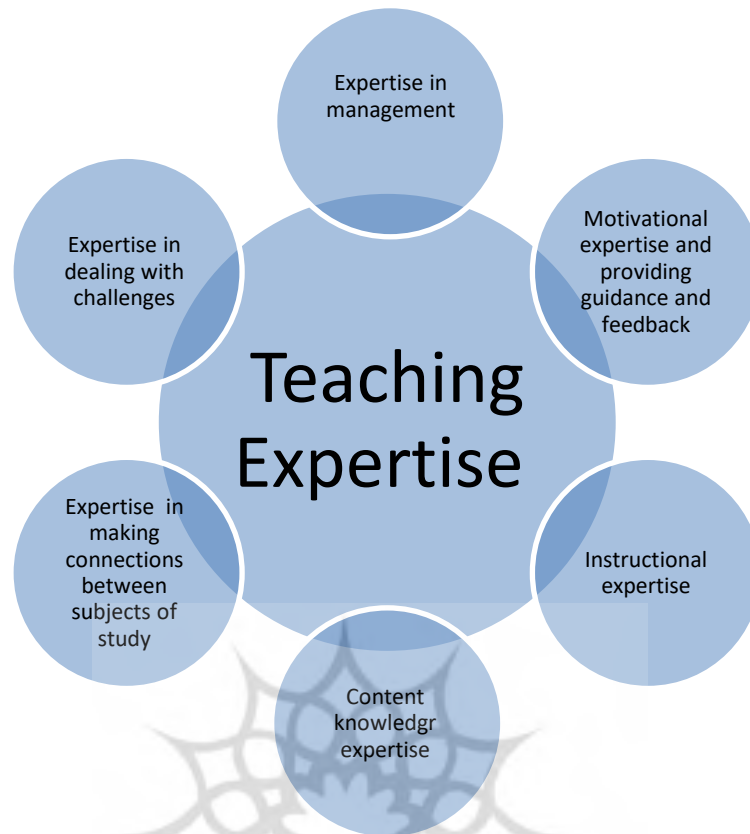 Expertise in
management
Motivational
expertise and
providing
guidance and
feedback
Instructional
expertise
Content
knowledgr
expertise
Expertise in
making
connections
between
subjects of
study
Expertise in
dealing with
challenges
Teaching
Expertise